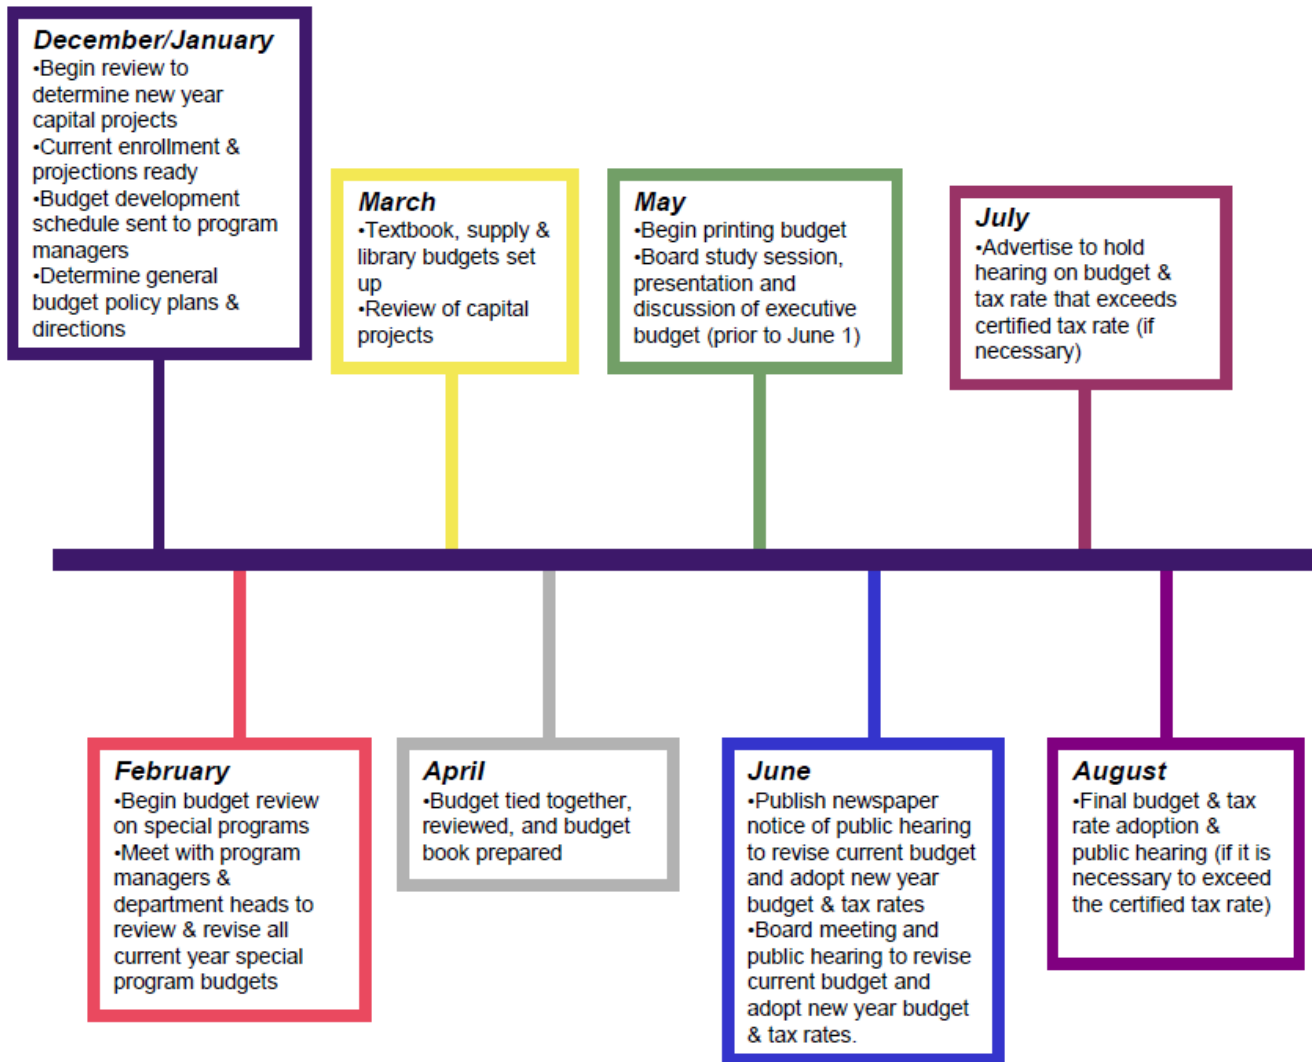 December/January
•Begin review to
determine new year
capital projects
•Current enrollment &
projections ready
•Budget development
schedule sent to program
managers
•Determine general
budget policy plans &
directions
February
•Begin budget review
on special programs
•Meet with program
managers &
department heads to
review & revise all
current year special
program budgets
March
•Textbook, supply &
library budgets set
up
•Review of capital
projects
April
•Budget tied together,
reviewed, and budget
book prepared
May
•Begin printing budget
•Board study session,
presentation and
discussion of executive
budget (prior to June 1)
June
•Publish newspaper
notice of public hearing
to revise current budget
and adopt new year
budget & tax rates
•Board meeting and
public hearing to revise
current budget and
adopt new year budget
& tax rates.
July
•Advertise to hold
hearing on budget &
tax rate that exceeds
certified tax rate (if
necessary)
August
•Final budget & tax
rate adoption &
public hearing (if it is
necessary to exceed
the certified tax rate)